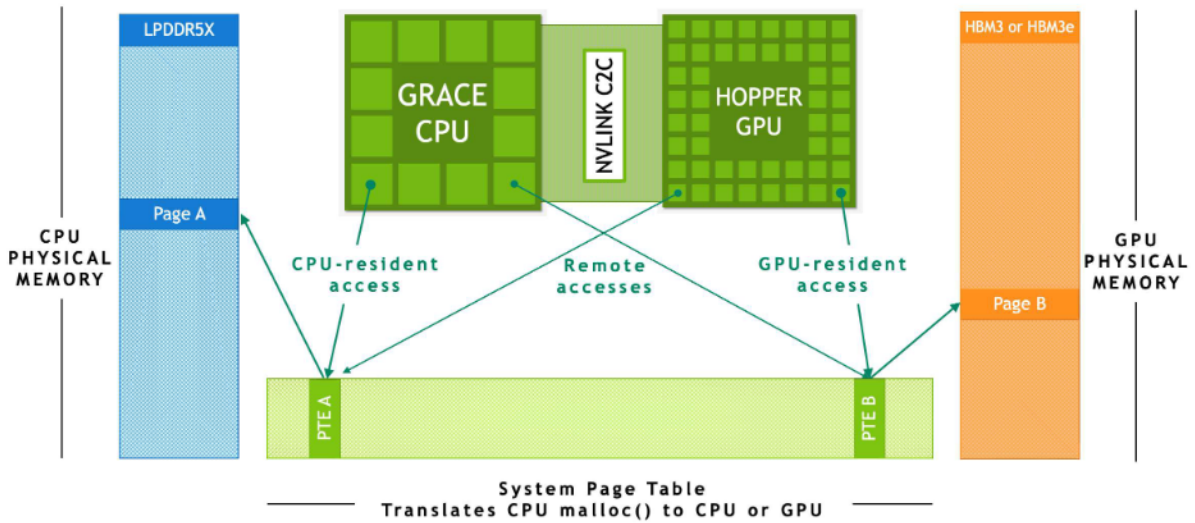 LPDDR5X
GRACE
CPU
NVLINK C2C
HOPPER
GPU
HBM3 or HBM3e
Page A
CPU
PHYSICAL
MEMORY
CPU-resident
access
Remote
accesses
GPU-resident
access
GPU
PHYSICAL
MEMORY
Page B
PTE A
PTE B
System Page Table
Translates CPU malloc() to CPU or GPU